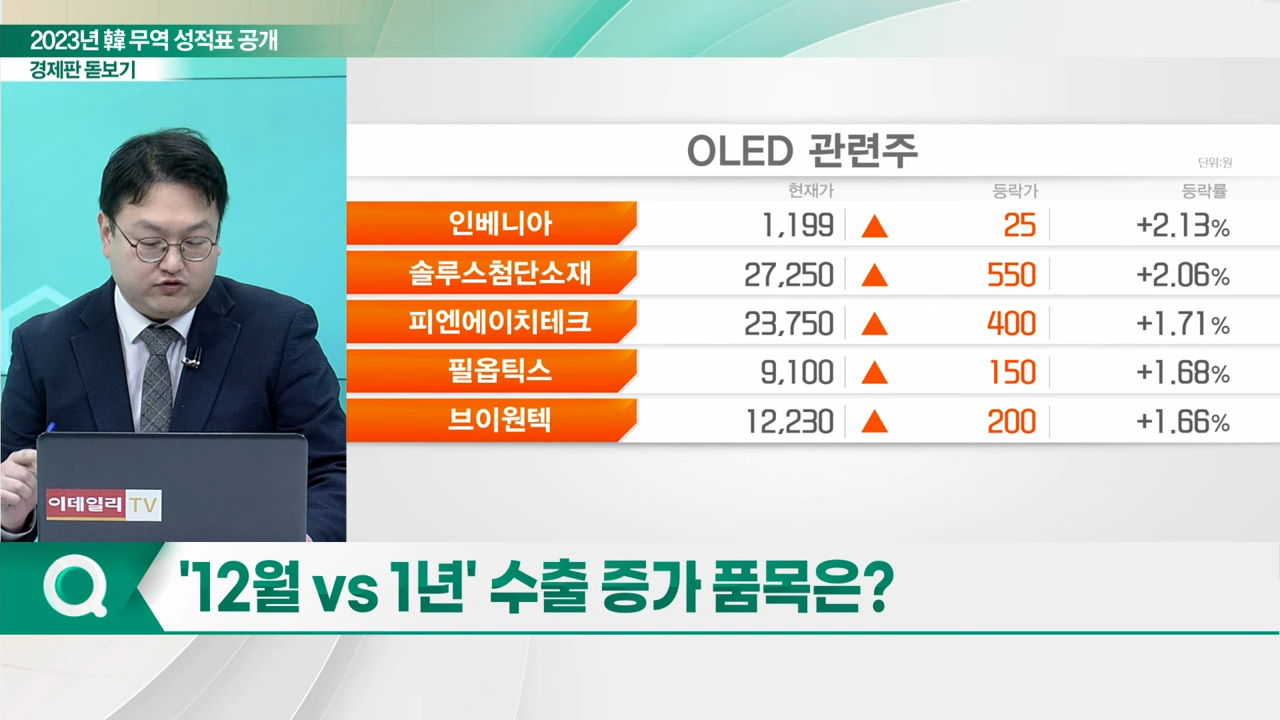 2023년 韓 무역 성적표 공개
경제판 돋보기
OLED 관련주
단위:원
현재가 등락가 등락률
인베니아 1,199 ▲ 25 +2.13%
솔루스첨단소재 27,250 ▲ 550 +2.06%
피엔에이치테크 23,750 ▲ 400 +1.71%
필옵틱스 9,100 ▲ 150 +1.68%
브이원텍 12,230 ▲ 200 +1.66%
이데일리 TV
'12월 vs 1년' 수출 증가 품목은?